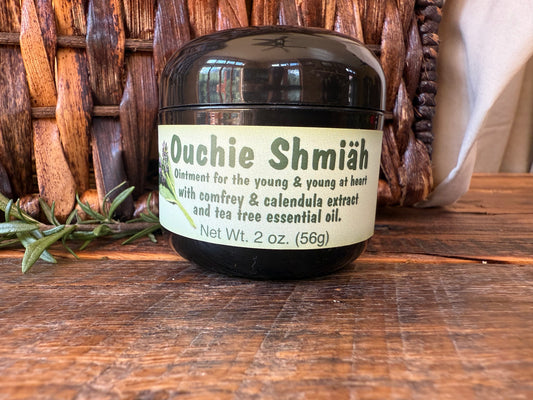 Ouchie Shmiäh
Ointment for the young & young at heart
with comfrey & calendula extract
and tea tree essential oil.
Net Wt. 2 oz. (56g)